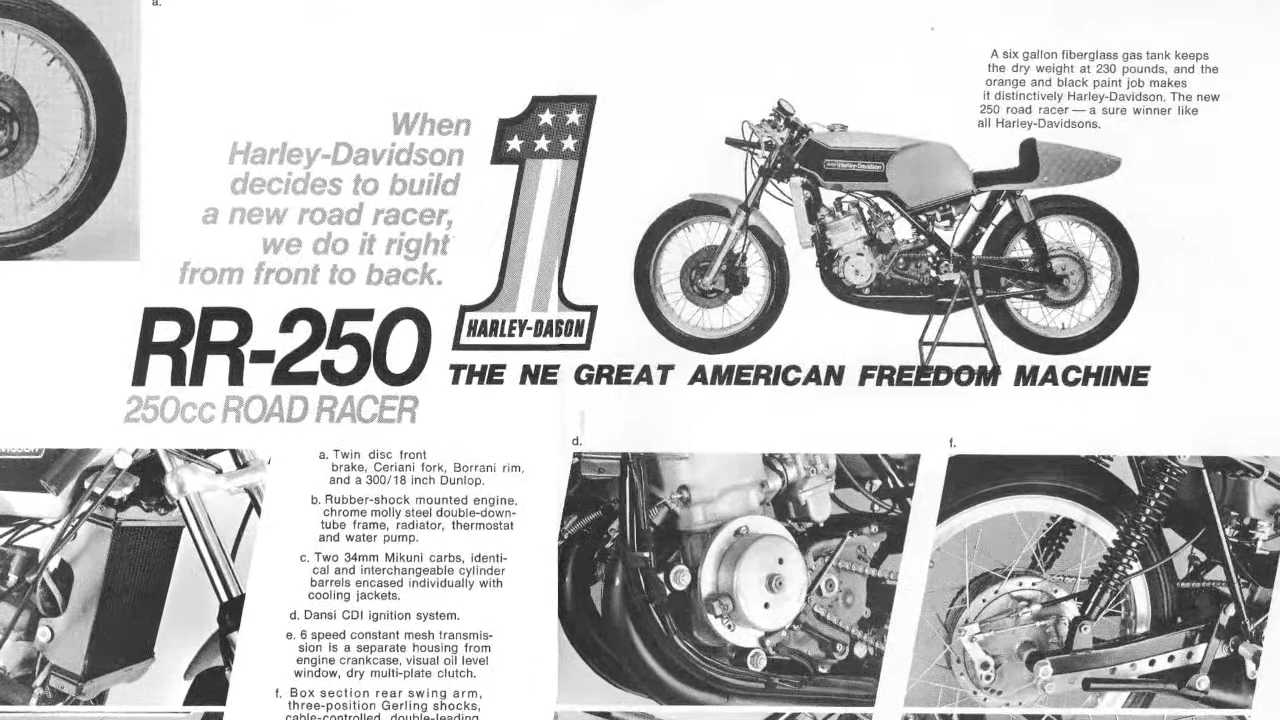 a.
A six gallon fiberglass gas tank keeps
the dry weight at 230 pounds, and the
orange and black paint job makes
it distinctively Harley-Davidson. The new
250 road racer — a sure winner like
all Harley-Davidsons.
When
Harley-Davidson
decides to build
a new road racer,
we do it right
from front to back.
Harley-Davidson
HARLEY-DASON
RR-250
THE NE GREAT AMERICAN FREEDOM MACHINE
250cc ROAD RACER
a. Twin disc front
brake, Ceriani fork, Borrani rim,
and a 300/18 inch Dunlop.
b. Rubber-shock mounted engine,
chrome molly steel double-down-
tube frame, radiator, thermostat
and water pump.
c. Two 34mm Mikuni carbs, identi-
cal and interchangeable cylinder
barrels encased individually with
cooling jackets.
d. Dansi CDI ignition system.
e. 6 speed constant mesh transmis-
sion is a separate housing from
engine crankcase, visual oil level
window, dry multi-plate clutch.
f. Box section rear swing arm,
three-position Gerling shocks,
cable-controlled, double-leading
d.
f.